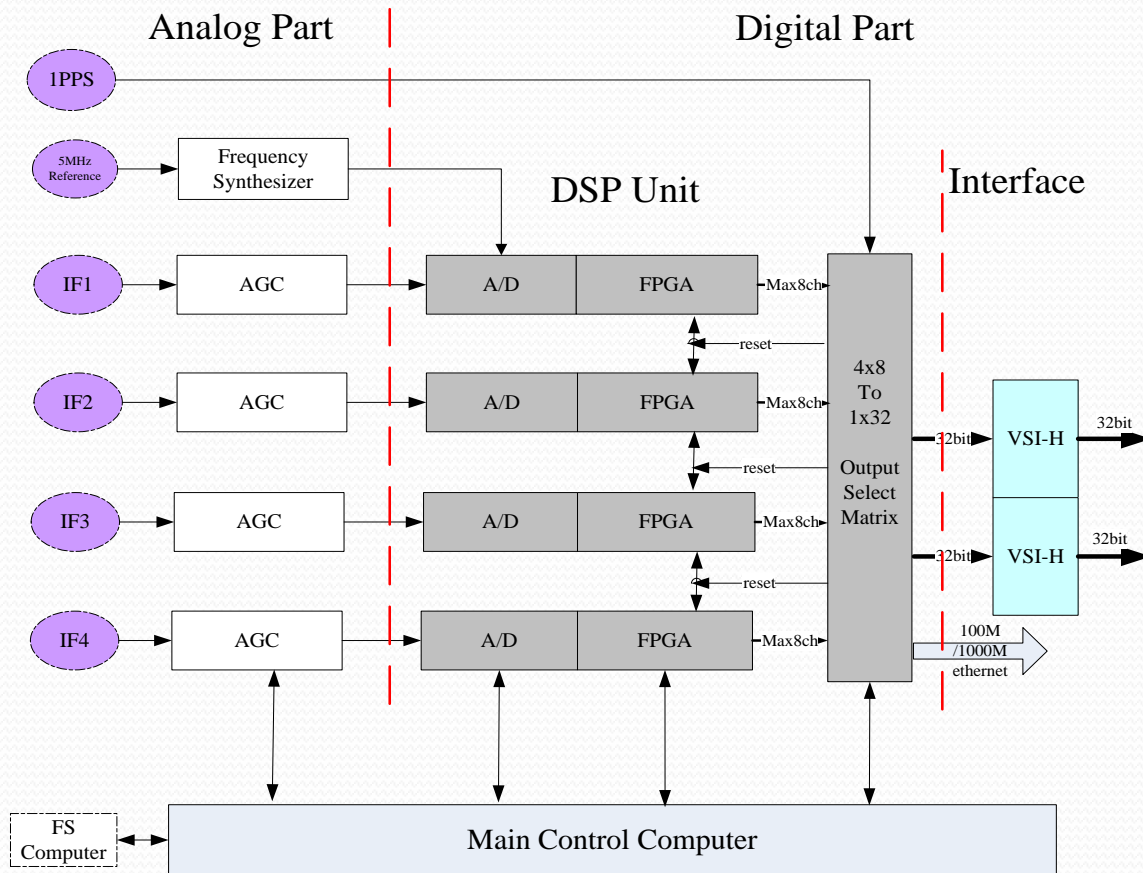 Analog Part
Digital Part
1PPS
5MHz
Reference
Frequency
Synthesizer
DSP Unit
Interface
IF1
AGC
A/D
FPGA
Max8ch
reset
IF2
AGC
A/D
FPGA
Max8ch
reset
IF3
AGC
A/D
FPGA
Max8ch
reset
IF4
AGC
A/D
FPGA
Max8ch
4x8
To
1x32
Output
Select
Matrix
32bit
VSI-H
32bit
32bit
VSI-H
32bit
100M
/1000M
ethernet
FS
Computer
Main Control Computer